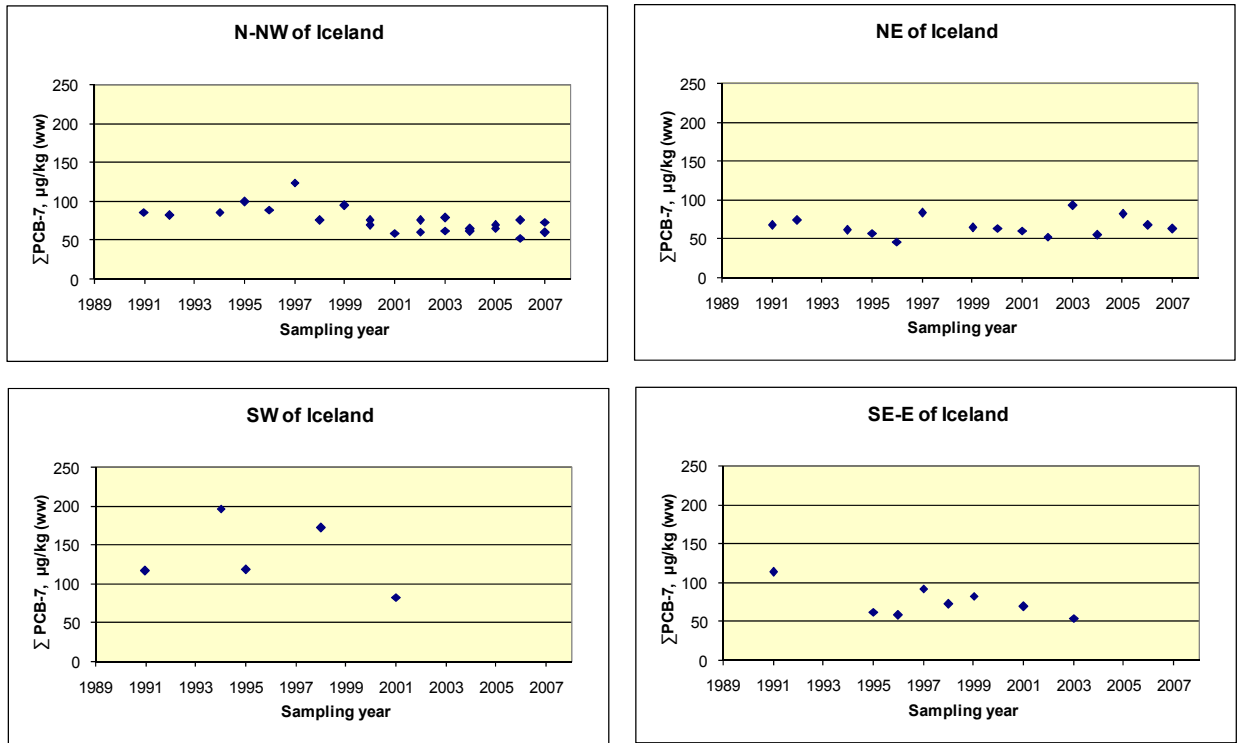 N-NW of Iceland
∑PCB-7, µg/kg (ww)
250
200
150
100
50
0
1989 1991 1993 1995 1997 1999 2001 2003 2005 2007
Sampling year
NE of Iceland
∑PCB-7, µg/kg (ww)
250
200
150
100
50
0
1989 1991 1993 1995 1997 1999 2001 2003 2005 2007
Sampling year
SW of Iceland
∑ PCB-7, µg/kg (ww)
250
200
150
100
50
0
1989 1991 1993 1995 1997 1999 2001 2003 2005 2007
Sampling year
SE-E of Iceland
∑PCB-7, µg/kg (ww)
250
200
150
100
50
0
1989 1991 1993 1995 1997 1999 2001 2003 2005 2007
Sampling year